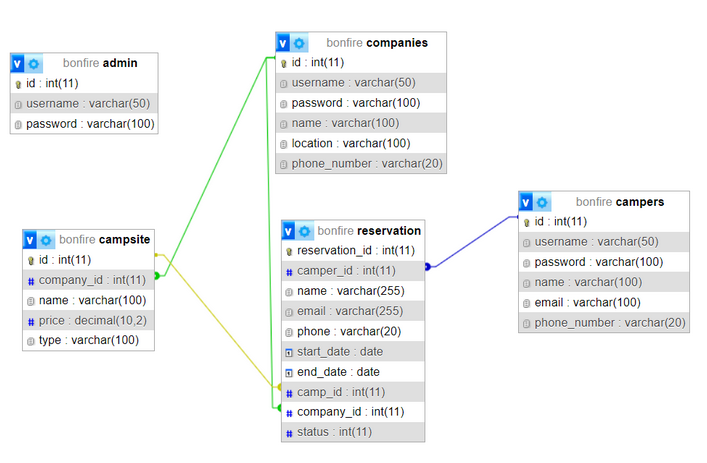 v bonfire admin
id : int(11)
username : varchar(50)
password : varchar(100)
v bonfire companies
id : int(11)
username : varchar(50)
password : varchar(100)
name : varchar(100)
location : varchar(100)
phone_number : varchar(20)
v bonfire campsite
id : int(11)
# company_id : int(11)
name : varchar(100)
# price : decimal(10,2)
type : varchar(100)
v bonfire reservation
reservation_id : int(11)
# camper_id : int(11)
name : varchar(255)
email : varchar(255)
phone : varchar(20)
start_date : date
end_date : date
# camp_id : int(11)
# company_id : int(11)
# status : int(11)
v bonfire campers
id : int(11)
username : varchar(50)
password : varchar(100)
name : varchar(100)
email : varchar(100)
phone_number : varchar(20)